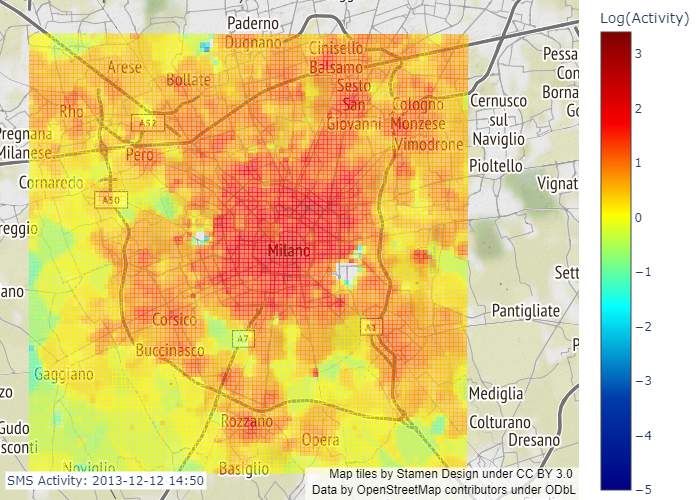 Paderno
Dugnano
Cinisello
Balsamo
Arese
Bollate
Sesto
San
Giovanni
Rho
Cologno
Monzese
Cernusco
sul
Naviglio
Pessa
Con
Borna
Go
A52
Pregnana
Milanese
Pero
Vimodrone
Pioltello
Cornaredo
A50
Vignat
reggio
Milano
Sett
ano
Pantigliate
Corsico
A7
A1
Buccinasco
P
Gaggiano
zo
Mediglia
Gudo
sconti
Rozzano
Opera
Colturano
Dresano
Noviglio
Basiglio
SMS Activity: 2013-12-12 14:50
Map tiles by Stamen Design under CC BY 3.0
Data by OpenStreetMap contributors under ODbL
Log(Activity)
3
2
1
0
−1
−2
−3
−4
−5